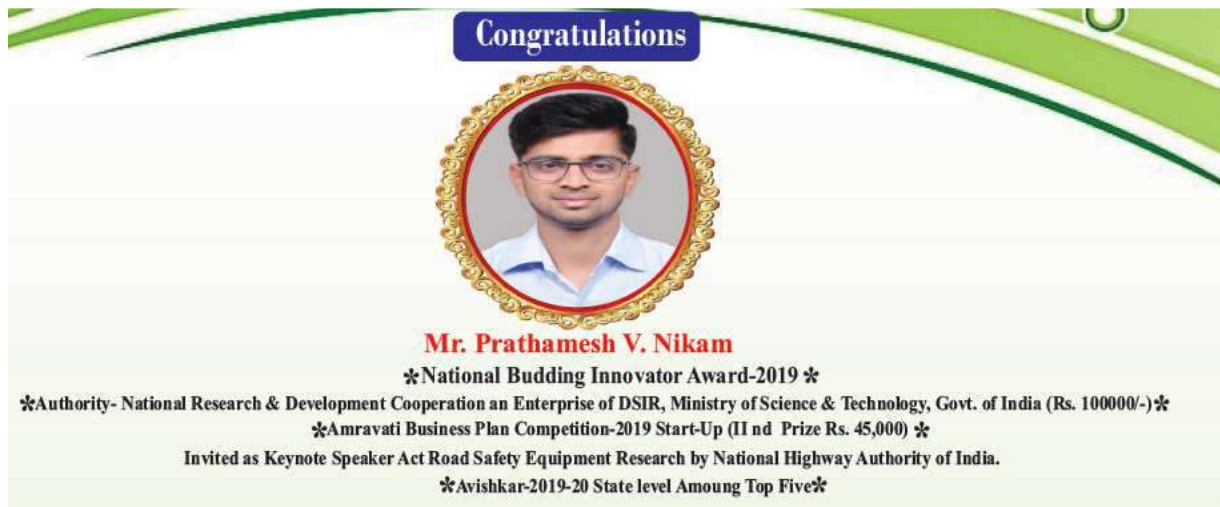 Congratulations
Mr. Prathamesh V. Nikam
✻National Budding Innovator Award-2019 ✻
✻Authority- National Research & Development Cooperation an Enterprise of DSIR, Ministry of Science & Technology, Govt. of India (Rs. 100000/-)✻
✻Amravati Business Plan Competition-2019 Start-Up (II nd Prize Rs. 45,000) ✻
Invited as Keynote Speaker Act Road Safety Equipment Research by National Highway Authority of India.
✻Avishkar-2019-20 State level Amoung Top Five✻